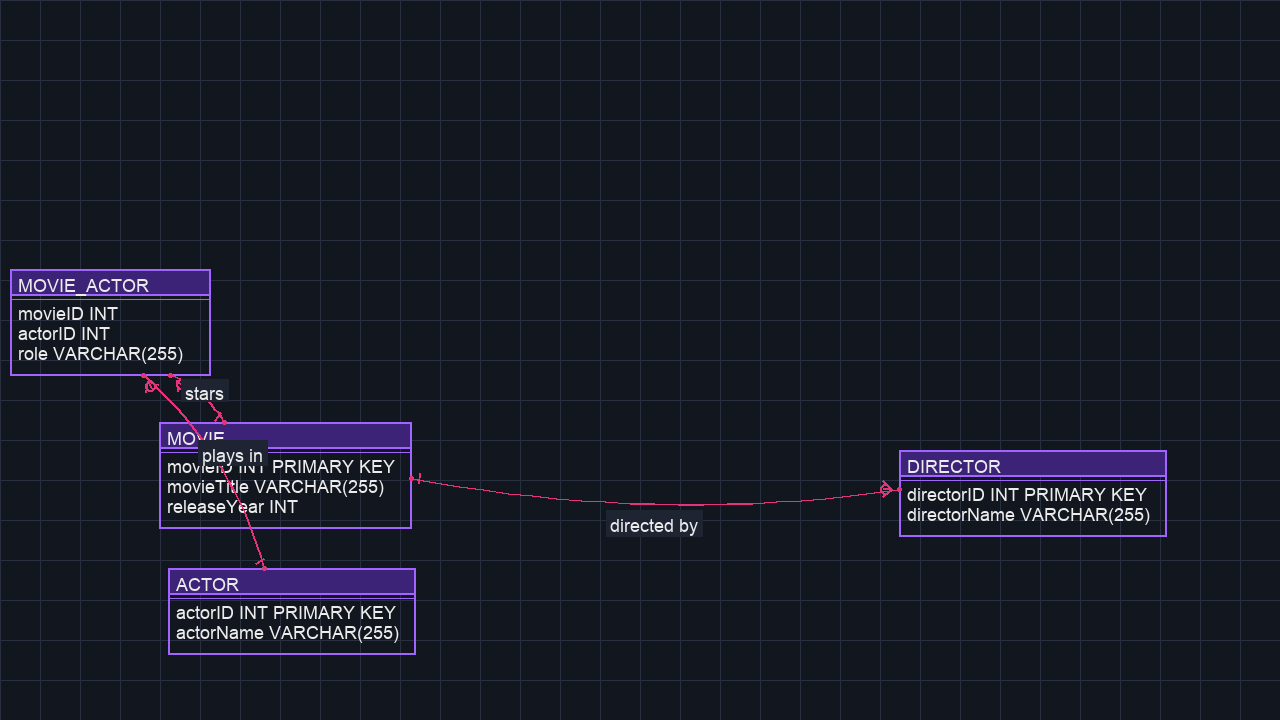 MOVIE_ACTOR
movieID INT
actorID INT
role VARCHAR(255)
stars
MOVIE
plays in
movieID INT PRIMARY KEY
movieTitle VARCHAR(255)
releaseYear INT
directed by
DIRECTOR
directorID INT PRIMARY KEY
directorName VARCHAR(255)
ACTOR
actorID INT PRIMARY KEY
actorName VARCHAR(255)